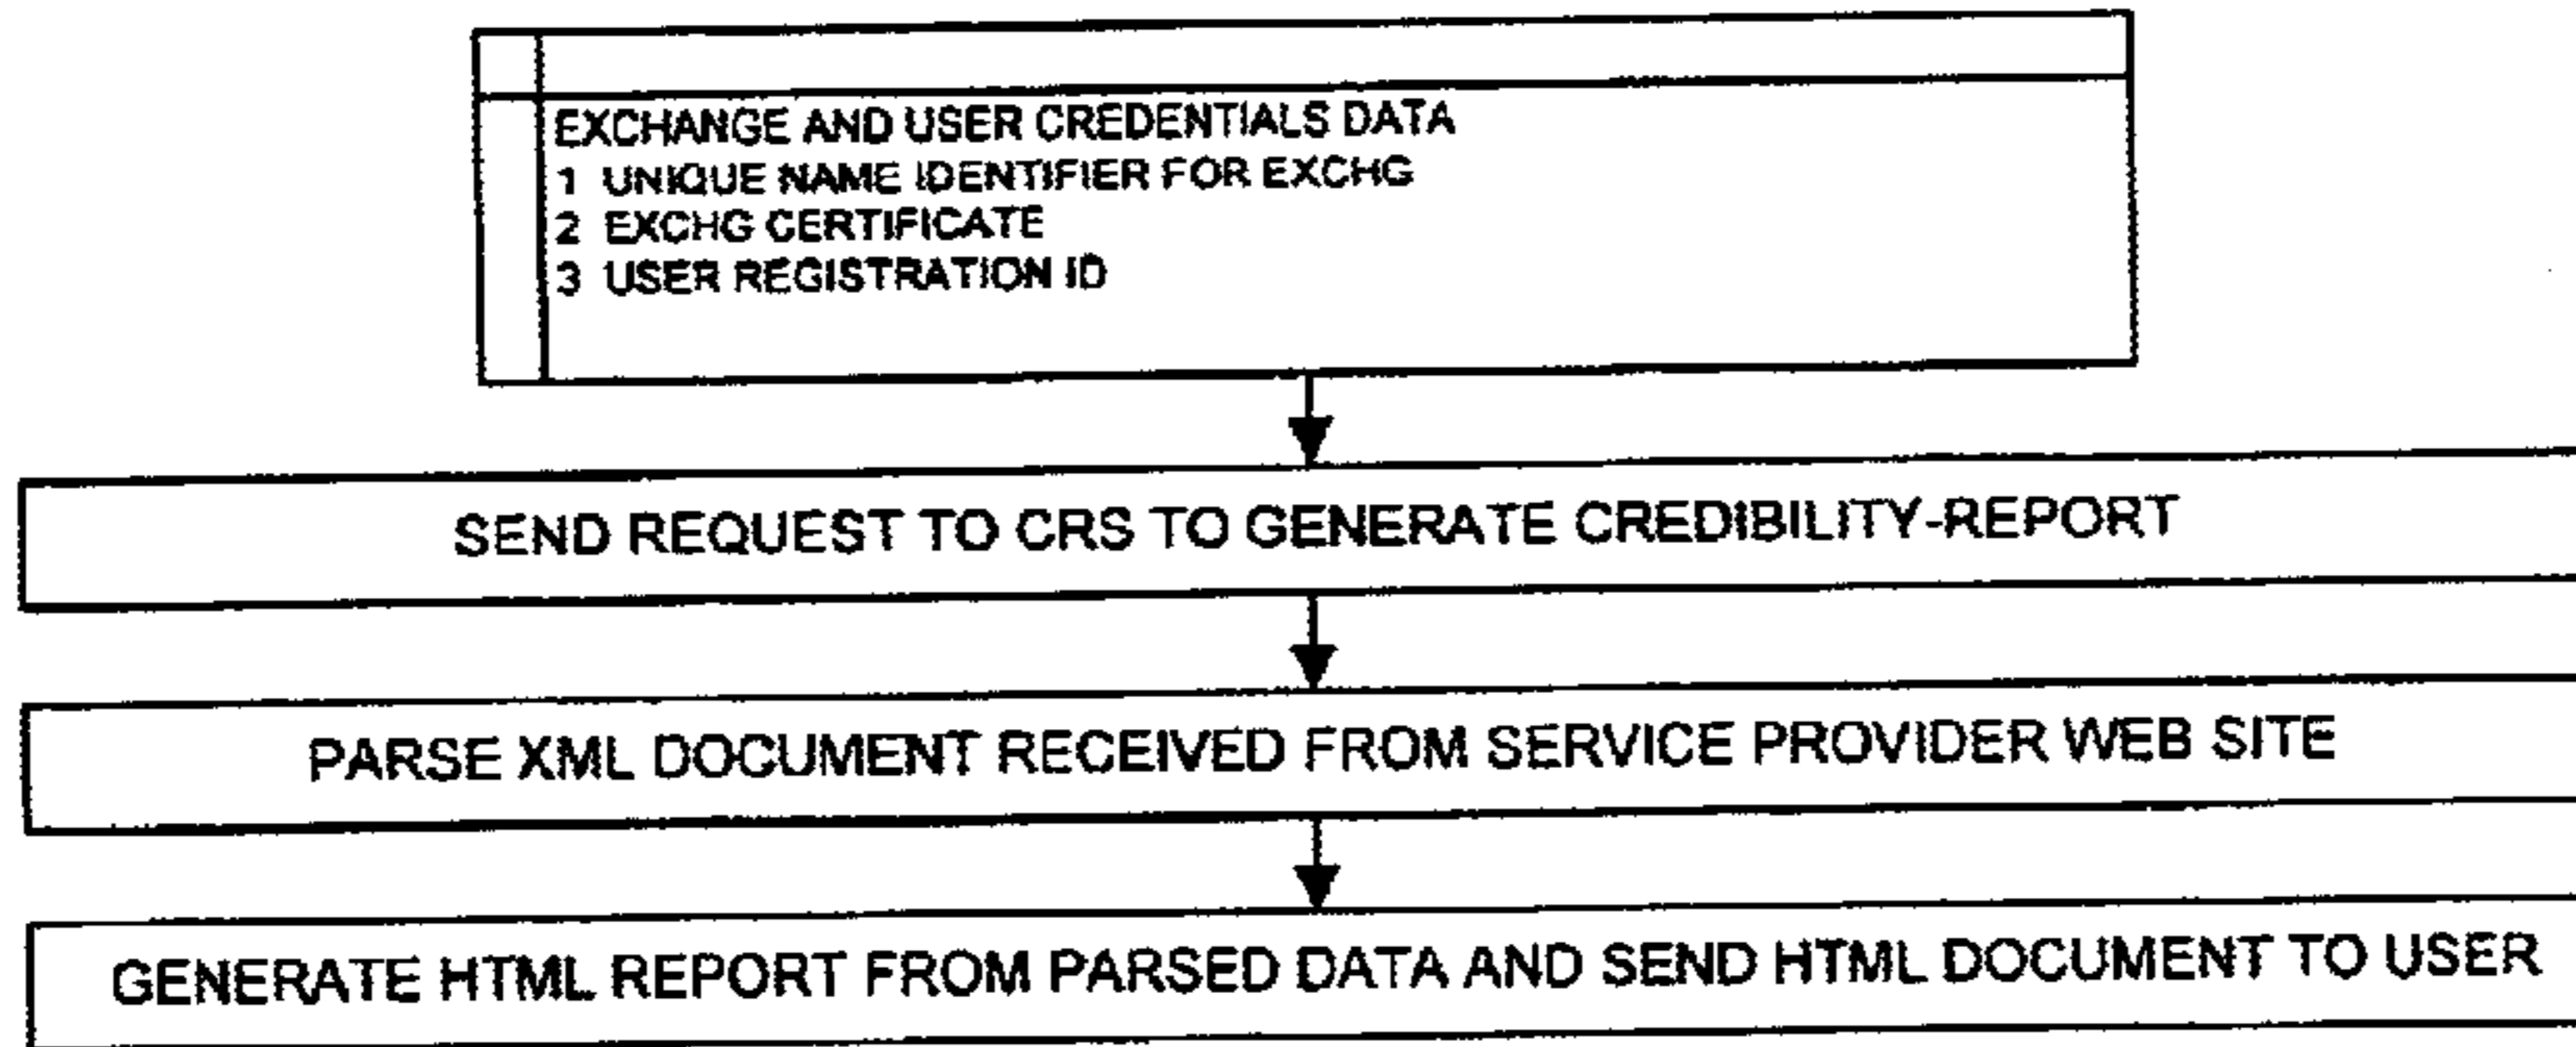 EXCHANGE AND USER CREDENTIALS DATA
1 UNIQUE NAME IDENTIFIER FOR EXCHG
2 EXCHG CERTIFICATE
3 USER REGISTRATION ID
SEND REQUEST TO CRS TO GENERATE CREDIBILITY-REPORT
PARSE XML DOCUMENT RECEIVED FROM SERVICE PROVIDER WEB SITE
GENERATE HTML REPORT FROM PARSED DATA AND SEND HTML DOCUMENT TO USER